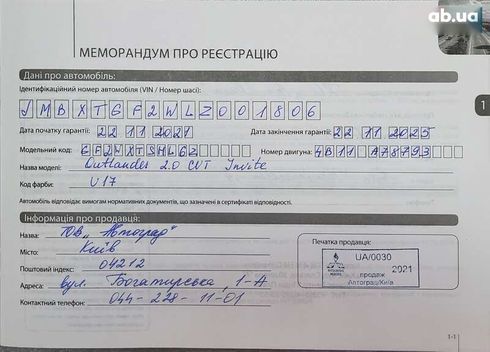 ab.ua
МЕМОРАНДУМ ПРО РЕЄСТРАЦІЮ
Дані про автомобіль:
Ідентифікаційний номер автомобіля (VIN / Номер шасі):
JMBXTGF2WLZ001806
Дата початку гарантії: 22 11 2021 Дата закінчення гарантії: 22 11 2025
Модельний код: GF2WXTSHL6Z Номер двигуна: 4B11 A78793
Назва моделі: Outlander 2.0 CVT Invite
Код фарби: U17
Автомобіль відповідає вимогам нормативних документів, що зазначені в сертифікаті відповідності.
1
Інформація про продавця:
Назва: ТОВ "Автоград"
Місто: Київ
Поштовий індекс: 04212
Адреса: вул. Богатирська, 1-А
Контактний телефон: 044-228-11-01
Печатка продавця:
UA/0030
2021
продаж
Автоград/Київ
1-1